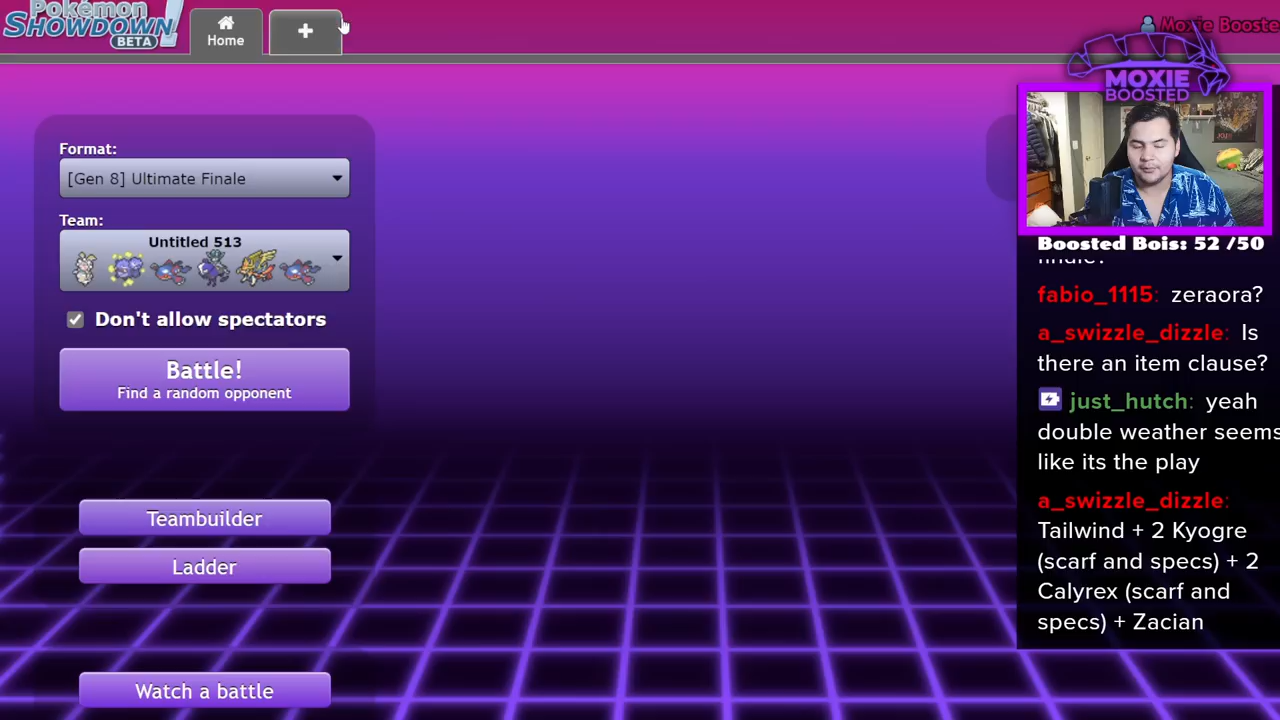 Pokémon
SHOWDOWN!
BETA
Home
+
Moxie Booste
MOXIE
BOOSTED
Format:
[Gen 8] Ultimate Finale
Team:
Untitled 513
Don't allow spectators
Battle!
Find a random opponent
Teambuilder
Ladder
Watch a battle
Boosted Bois: 52 /50
finale?
fabio_1115: zeraora?
a_swizzle_dizzle: Is
there an item clause?
just_hutch: yeah
double weather seems
like its the play
a_swizzle_dizzle:
Tailwind + 2 Kyogre
(scarf and specs) + 2
Calyrex (scarf and
specs) + Zacian